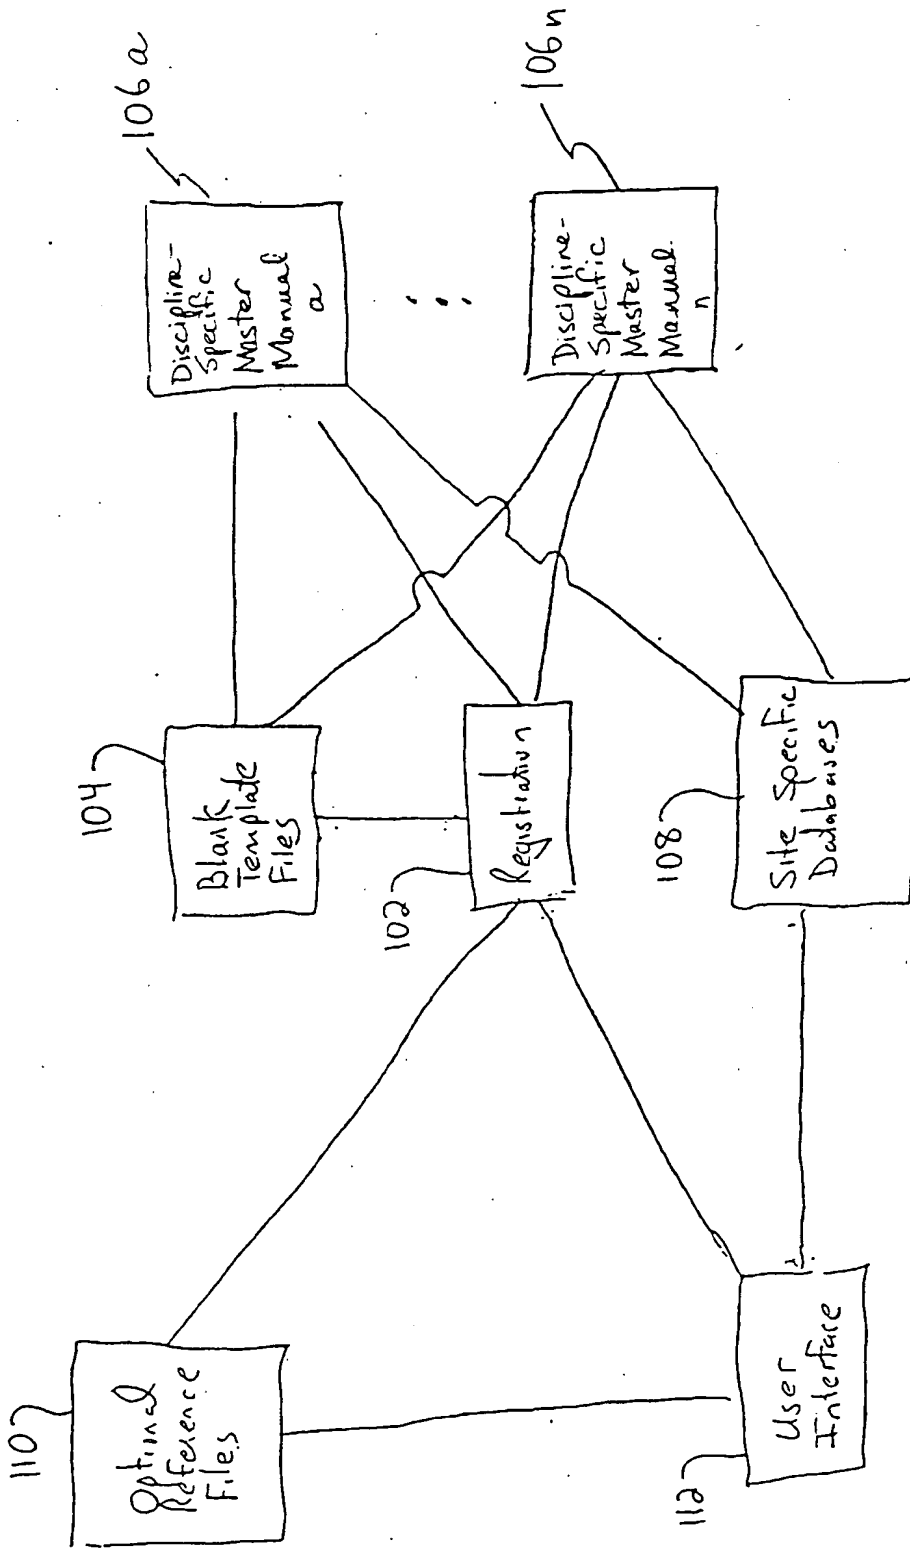 110
Optional
Reference
Files
104
Blank
Template
Files
Discipline-
Specific
Master
Manual
a
106a
102
Registration
Discipline-
Specific
Master
Manual
n
106n
112
User
Interface
108
Site Specific
Databases